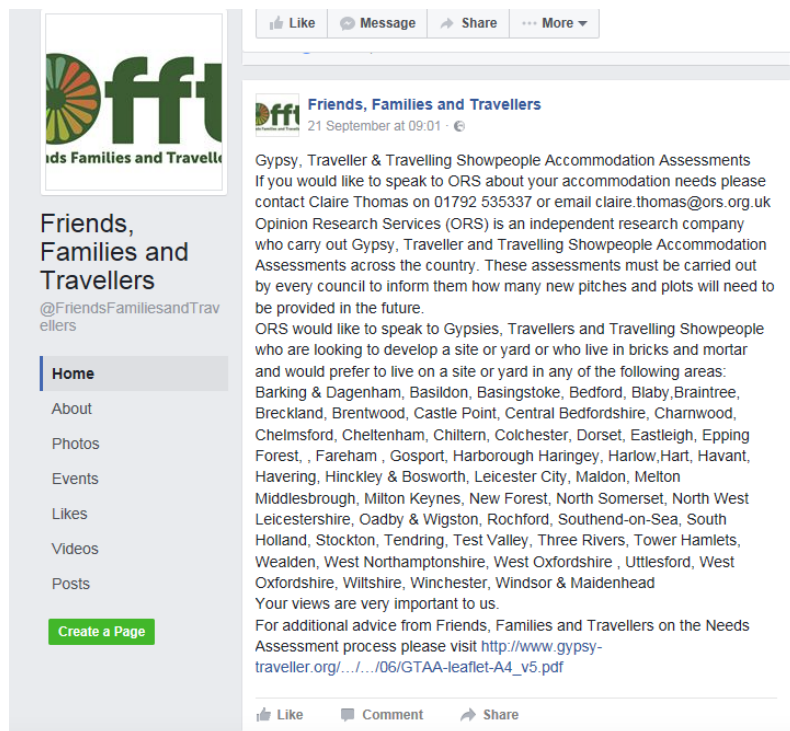 Like Message Share ··· More
fft
ds Families and Travelle
Friends,
Families and
Travellers
@FriendsFamiliesandTrav
ellers
Home
About
Photos
Events
Likes
Videos
Posts
Create a Page
fft
Friends, Families and Travellers
21 September at 09:01 ·
Gypsy, Traveller & Travelling Showpeople Accommodation Assessments
If you would like to speak to ORS about your accommodation needs please
contact Claire Thomas on 01792 535337 or email claire.thomas@ors.org.uk
Opinion Research Services (ORS) is an independent research company
who carry out Gypsy, Traveller and Travelling Showpeople Accommodation
Assessments across the country. These assessments must be carried out
by every council to inform them how many new pitches and plots will need to
be provided in the future.
ORS would like to speak to Gypsies, Travellers and Travelling Showpeople
who are looking to develop a site or yard or who live in bricks and mortar
and would prefer to live on a site or yard in any of the following areas:
Barking & Dagenham, Basildon, Basingstoke, Bedford, Blaby,Braintree,
Breckland, Brentwood, Castle Point, Central Bedfordshire, Charnwood,
Chelmsford, Cheltenham, Chiltern, Colchester, Dorset, Eastleigh, Epping
Forest, , Fareham , Gosport, Harborough Haringey, Harlow,Hart, Havant,
Havering, Hinckley & Bosworth, Leicester City, Maldon, Melton
Middlesbrough, Milton Keynes, New Forest, North Somerset, North West
Leicestershire, Oadby & Wigston, Rochford, Southend-on-Sea, South
Holland, Stockton, Tendring, Test Valley, Three Rivers, Tower Hamlets,
Wealden, West Northamptonshire, West Oxfordshire , Uttlesford, West
Oxfordshire, Wiltshire, Winchester, Windsor & Maidenhead
Your views are very important to us.
For additional advice from Friends, Families and Travellers on the Needs
Assessment process please visit http://www.gypsy-
traveller.org/…/…/06/GTAA-leaflet-A4_v5.pdf
Like Comment Share